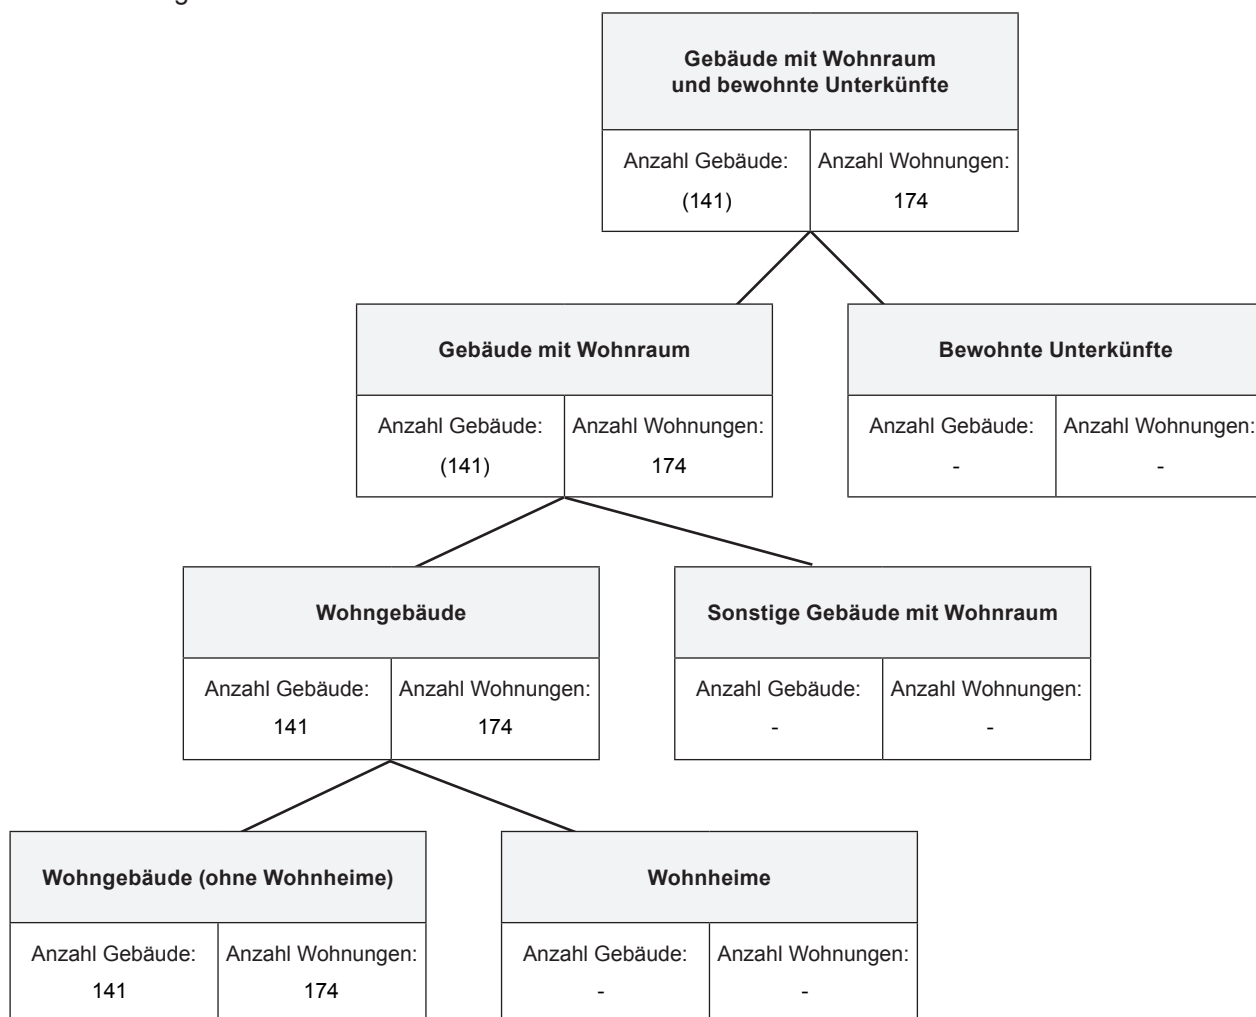 Gebäude mit Wohnraum
und bewohnte Unterkünfte
Anzahl Gebäude: Anzahl Wohnungen:
(141) 174
Gebäude mit Wohnraum Bewohnte Unterkünfte
Anzahl Gebäude: Anzahl Wohnungen: Anzahl Gebäude: Anzahl Wohnungen:
(141) 174 - -
Wohngebäude Sonstige Gebäude mit Wohnraum
Anzahl Gebäude: Anzahl Wohnungen: Anzahl Gebäude: Anzahl Wohnungen:
141 174 - -
Wohngebäude (ohne Wohnheime) Wohnheime
Anzahl Gebäude: Anzahl Wohnungen: Anzahl Gebäude: Anzahl Wohnungen:
141 174 - -